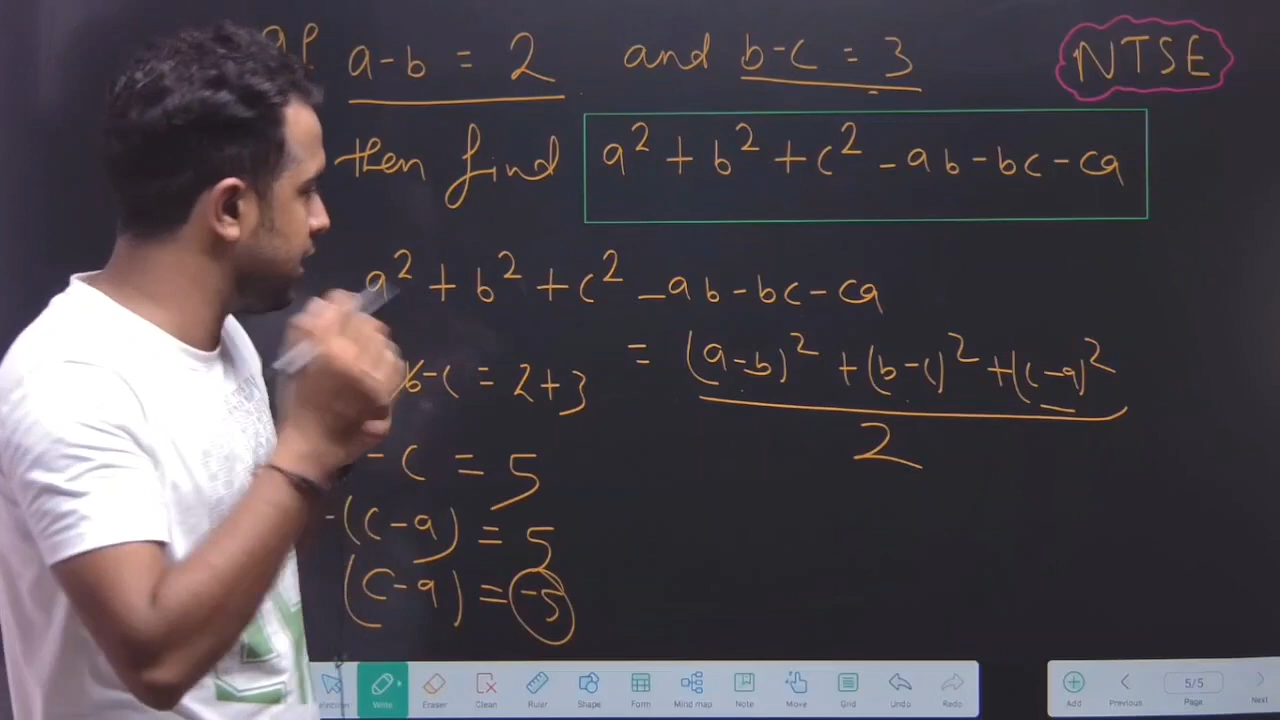 a-b = 2 and b-c = 3 NTSE
then find a² + b² + c² - ab - bc - ca
a² + b² + c² - ab - bc - ca
= (a-b)² + (b-c)² + (c-a)²
b-c = 2+3
2
- c = 5
-(c-a) = 5
(c-a) = -5
Write Eraser Clean Ruler Shape Form Mind map Note Move Grid Undo Redo Add Previous 5/5 Page Next